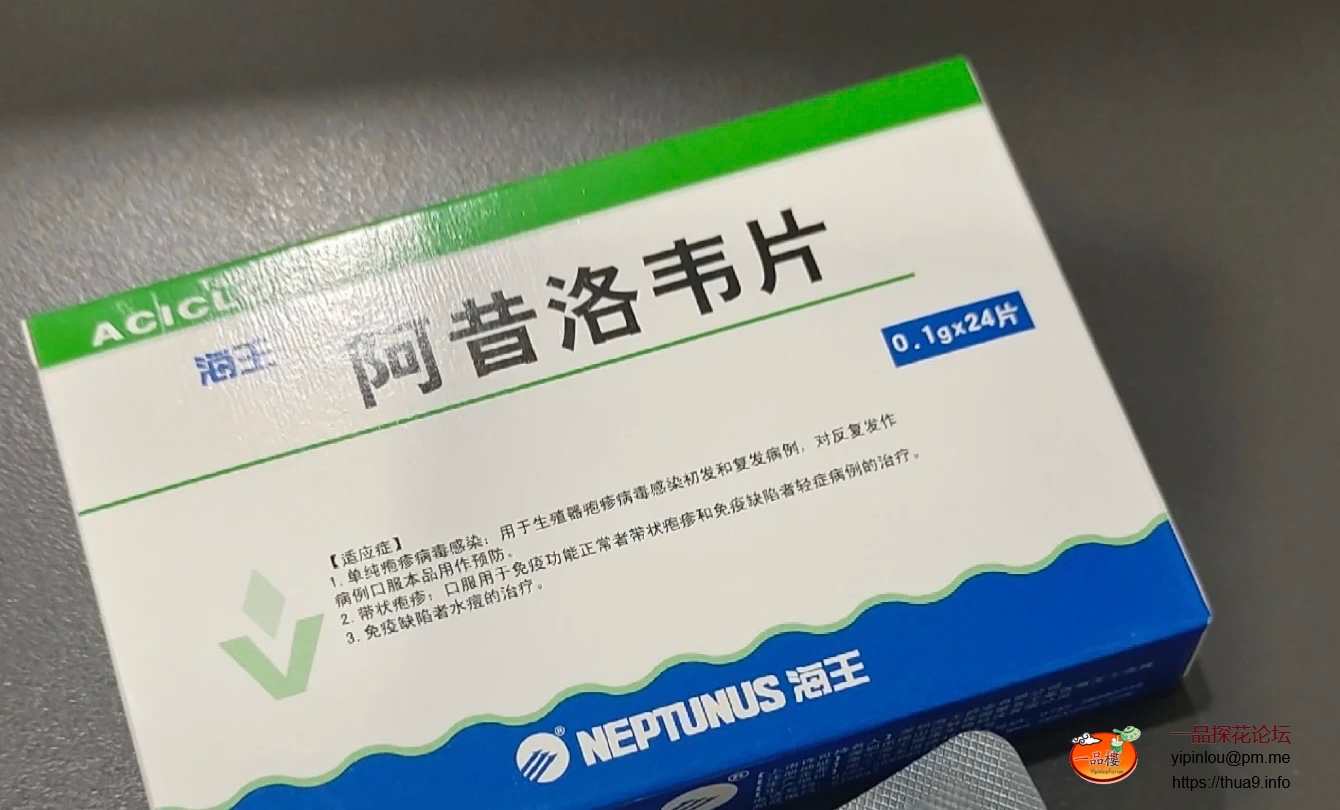 ACICL
海王
阿昔洛韦片
0.1gx24片
【适应症】
1. 单纯疱疹病毒感染：用于生殖器疱疹病毒感染初发和复发病例，对反复发作
病例口服本品用作预防。
2. 带状疱疹：口服用于免疫功能正常者带状疱疹和免疫缺陷者轻症病例的治疗。
3. 免疫缺陷者水痘的治疗。
® NEPTUNUS 海王
一品樓
YipinlouForum
一品探花论坛
yipinlou@pm.me
https://thua9.info